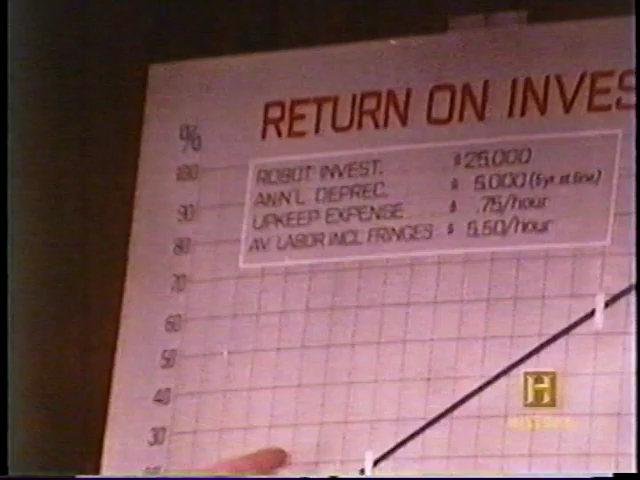 RETURN ON INVES
%
ROBOT INVEST. $25,000
ANN'L DEPREC. $ 5,000 (5 yr. st. line)
UPKEEP EXPENSE $ .75/hour
AV. LABOR INCL FRINGES $ 5.50/hour
100
90
80
70
60
50
40
30
H
HISTORY